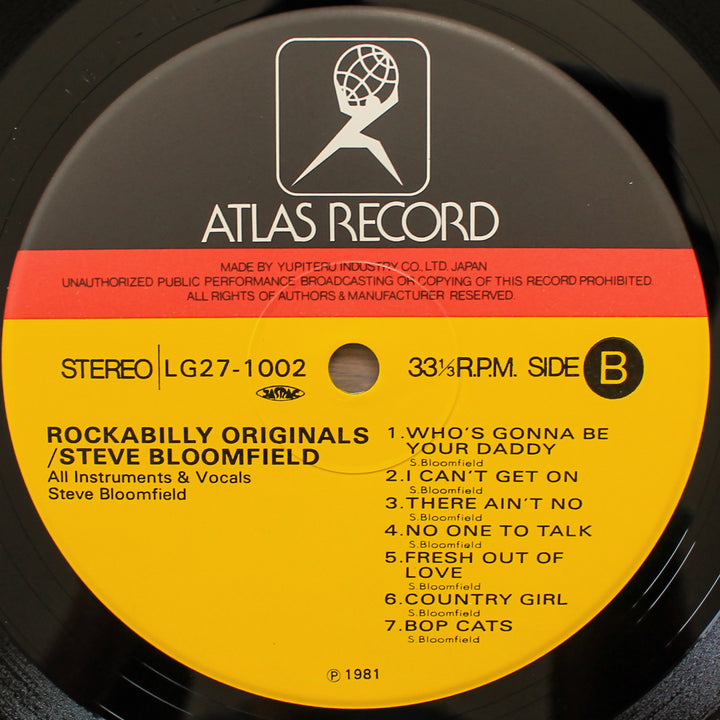 ATLAS RECORD
MADE BY YUPITERU INDUSTRY CO., LTD. JAPAN
UNAUTHORIZED PUBLIC PERFORMANCE BROADCASTING OR COPYING OF THIS RECORD PROHIBITED.
ALL RIGHTS OF AUTHORS & MANUFACTURER RESERVED.
STEREO LG27-1002 33⅓R.P.M. SIDE B
JASRAC
ROCKABILLY ORIGINALS
/STEVE BLOOMFIELD
All Instruments & Vocals
Steve Bloomfield
1.WHO'S GONNA BE
YOUR DADDY
S.Bloomfield
2.I CAN'T GET ON
S.Bloomfield
3.THERE AIN'T NO
S.Bloomfield
4.NO ONE TO TALK
S.Bloomfield
5.FRESH OUT OF
LOVE
S.Bloomfield
6.COUNTRY GIRL
S.Bloomfield
7.BOP CATS
S.Bloomfield
℗ 1981